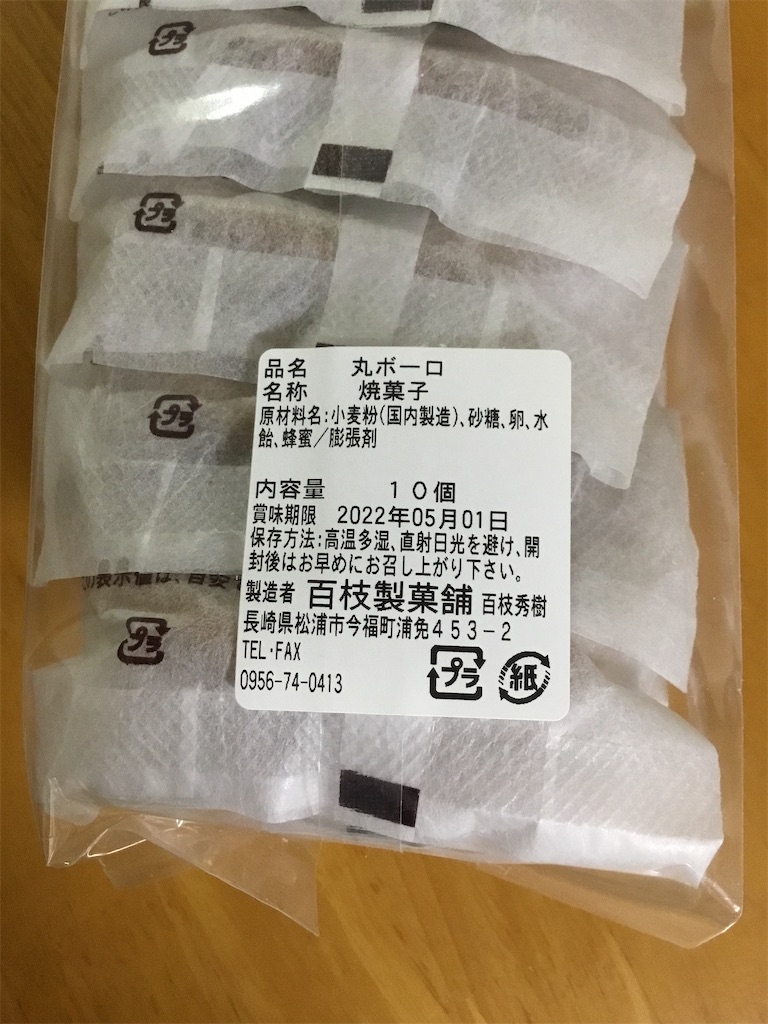 プラ
プラ
プラ
品名 丸ボーロ
名称 焼菓子
原材料名:小麦粉(国内製造)、砂糖、卵、水
飴、蜂蜜/膨張剤
内容量 10個
賞味期限 2022年05月01日
保存方法:高温多湿、直射日光を避け、開
封後はお早めにお召し上がり下さい。
製造者 百枝製菓舗 百枝秀樹
長崎県松浦市今福町浦免453-2
TEL・FAX
0956-74-0413
プラ 紙
表示値は、
プラ